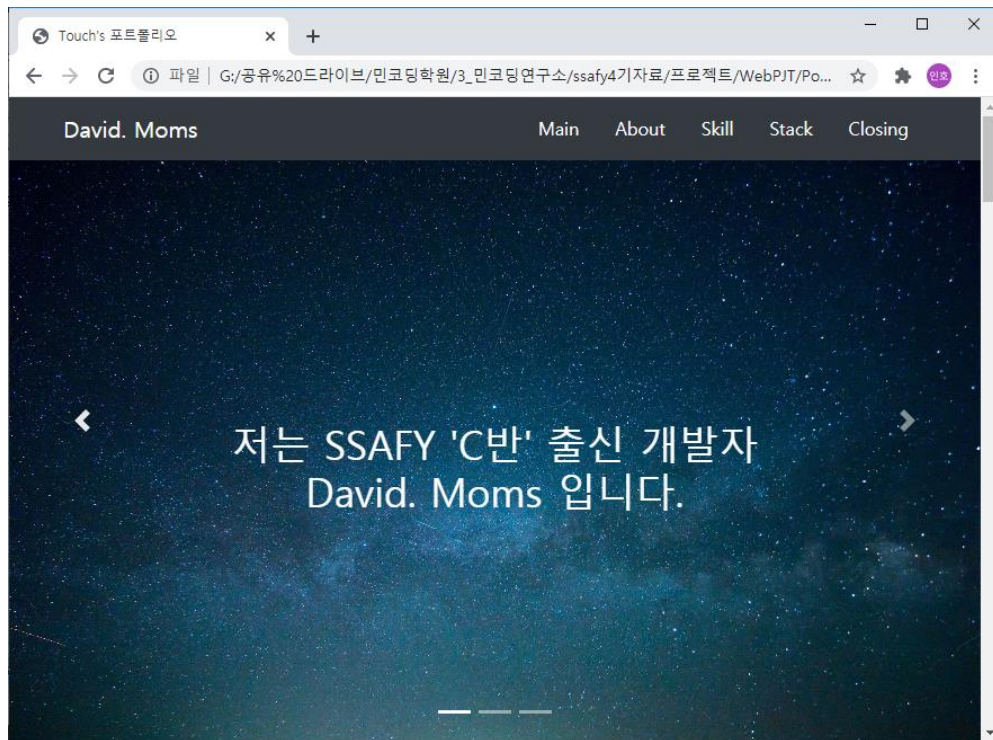 Touch's 포트폴리오
파일 | G:/공유%20드라이브/민코딩학원/3_민코딩연구소/ssafy4기자료/프로젝트/WebPJT/Po...
인호
David. Moms
Main
About
Skill
Stack
Closing
저는 SSAFY 'C반' 출신 개발자
David. Moms 입니다.